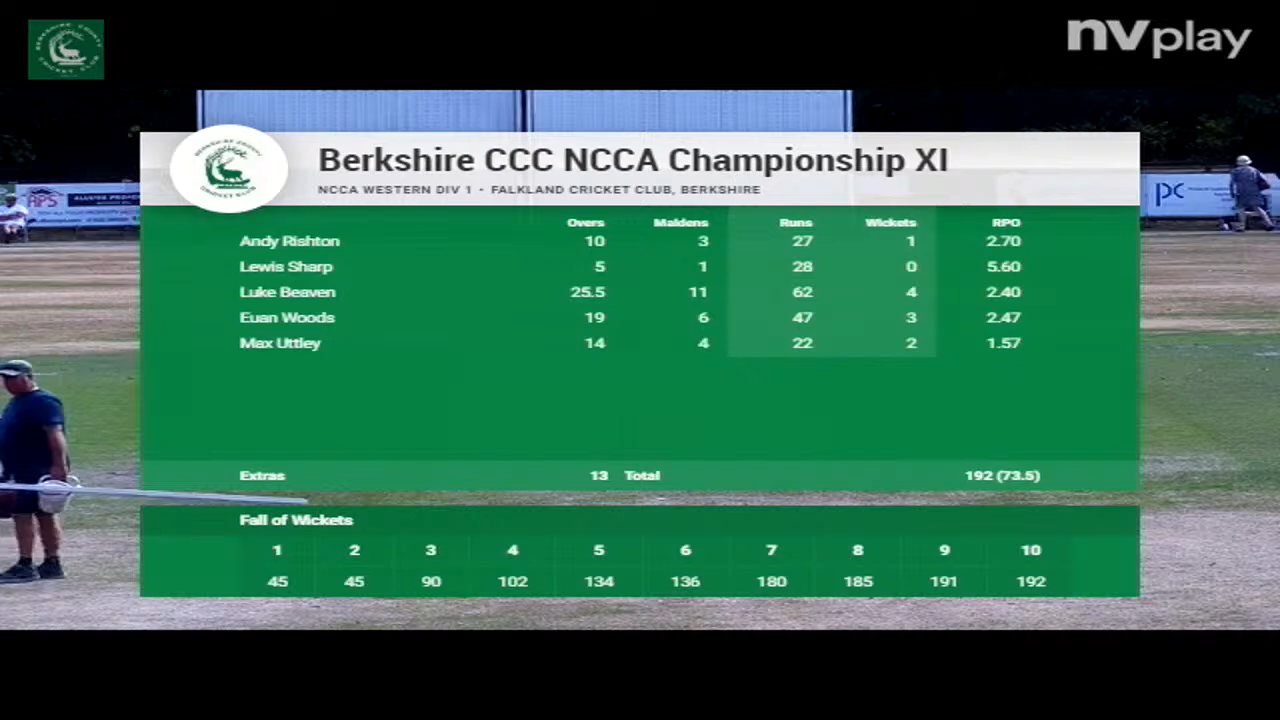 nvplay
Berkshire CCC NCCA Championship XI
NCCA WESTERN DIV 1 • FALKLAND CRICKET CLUB, BERKSHIRE
Overs Maidens Runs Wickets RPO
Andy Rishton 10 3 27 1 2.70
Lewis Sharp 5 1 28 0 5.60
Luke Beaven 25.5 11 62 4 2.40
Euan Woods 19 6 47 3 2.47
Max Uttley 14 4 22 2 1.57
Extras 13 Total 192 (73.5)
Fall of Wickets
1 2 3 4 5 6 7 8 9 10
45 45 90 102 134 136 180 185 191 192
APS
pc